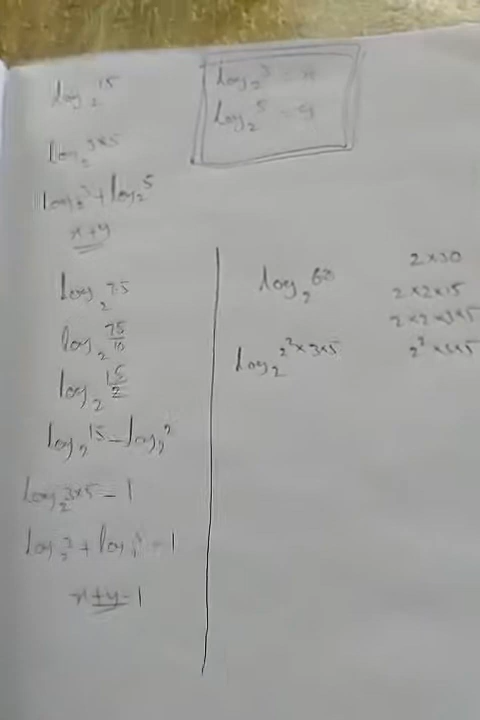 log₂ 15
log₂ 3 = x
log₂ 5 = y
log₂ 3×5
log₂ 3 + log₂ 5
x+y
log₂ 7.5
log₂ 75/10
log₂ 15/2
log₂ 15 - log₂ 2
log₂ 3×5 - 1
log₂ 3 + log₂ 5 - 1
x+y-1
log₂ 60
2×30
2×2×15
2×2×3×5
log₂ 2²×3×5
2²×3×5